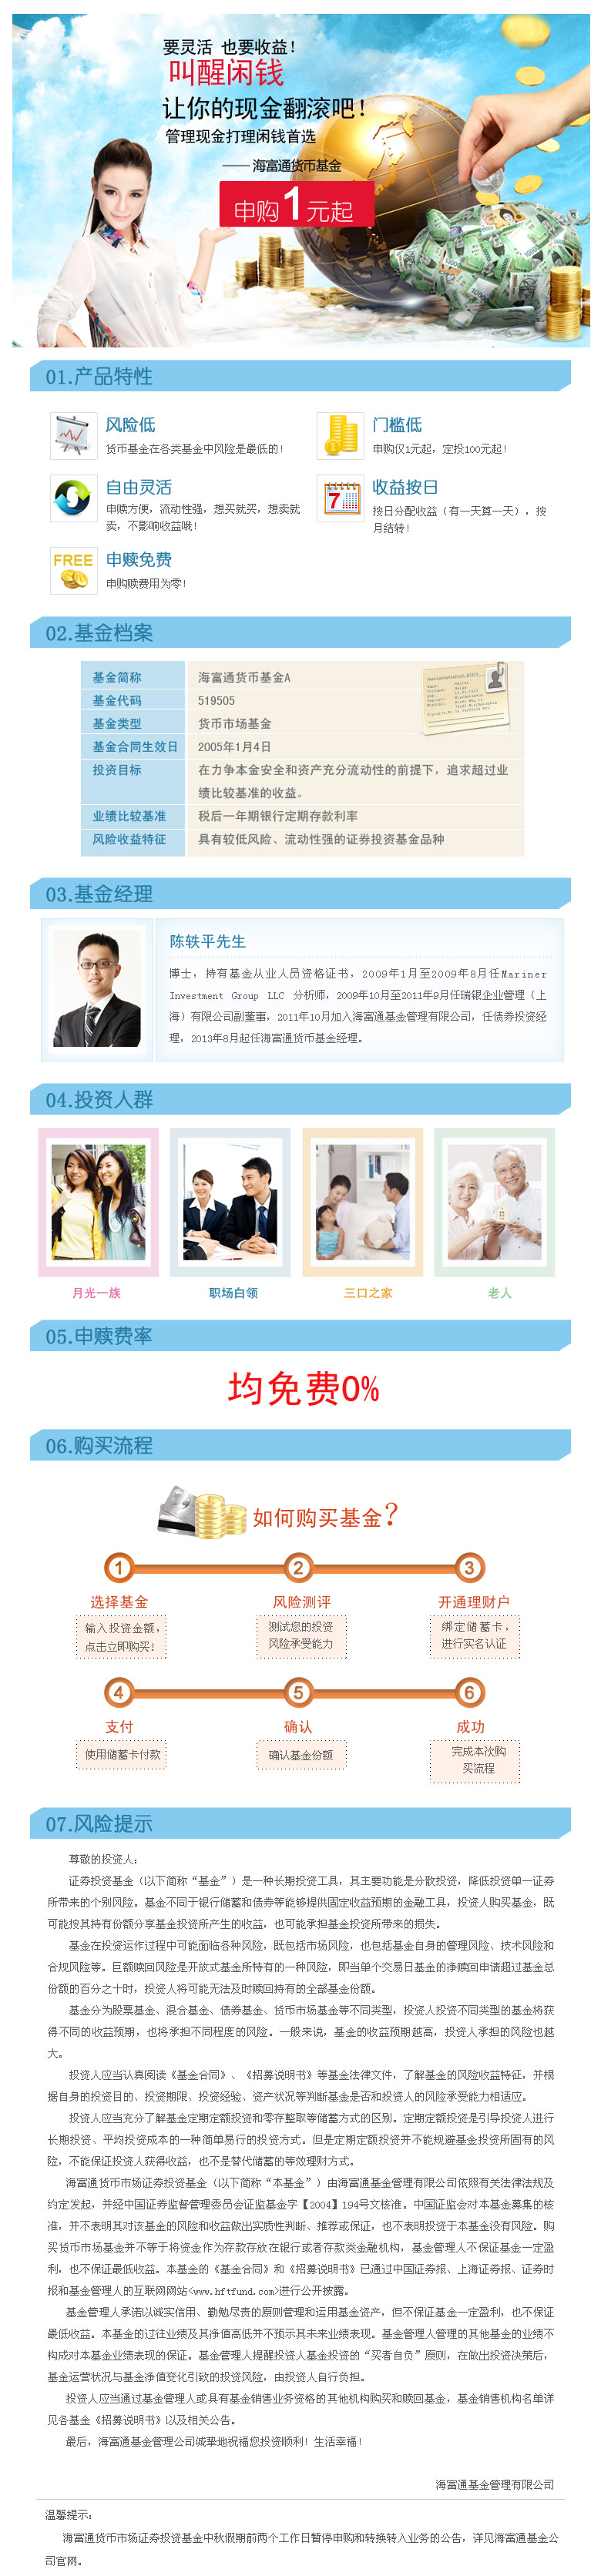 要灵活 也要收益!
叫醒闲钱
让你的现金翻滚吧!
管理现金打理闲钱首选
——海富通货币基金
申购1元起
01.产品特性
风险低
货币基金在各类基金中风险是最低的!
门槛低
申购仅1元起，定投100元起!
自由灵活
申赎方便，流动性强，想买就买，想卖就
卖，不影响收益哦!
收益按日
按日分配收益（有一天算一天），按
月结转!
FREE
申赎免费
申购赎费用为零!
02.基金档案
基金简称 海富通货币基金A
基金代码 519505
基金类型 货币市场基金
基金合同生效日 2005年1月4日
投资目标 在力争本金安全和资产充分流动性的前提下，追求超过业
绩比较基准的收益。
业绩比较基准 税后一年期银行定期存款利率
风险收益特征 具有较低风险、流动性强的证券投资基金品种
03.基金经理
陈轶平先生
博士，持有基金从业人员资格证书，2009年1月至2009年8月任Mariner
Investment Group LLC 分析师，2009年10月至2011年9月任瑞银企业管理（上
海）有限公司副董事，2011年10月加入海富通基金管理有限公司，任债券投资经
理，2013年8月起任海富通货币基金经理。
04.投资人群
月光一族 职场白领 三口之家 老人
05.申赎费率
均免费0%
06.购买流程
如何购买基金?
1 2 3
选择基金 风险测评 开通理财户
输入投资金额， 测试您的投资 绑定储蓄卡，
点击立即购买! 风险承受能力 进行实名认证
4 5 6
支付 确认 成功
使用储蓄卡付款 确认基金份额 完成本次购
买流程
07.风险提示
尊敬的投资人：
证券投资基金（以下简称“基金”）是一种长期投资工具，其主要功能是分散投资，降低投资单一证券
所带来的个别风险。基金不同于银行储蓄和债券等能够提供固定收益预期的金融工具，投资人购买基金，既
可能按其持有份额分享基金投资所产生的收益，也可能承担基金投资所带来的损失。
基金在投资运作过程中可能面临各种风险，既包括市场风险，也包括基金自身的管理风险、技术风险和
合规风险等。巨额赎回风险是开放式基金所特有的一种风险，即当单个交易日基金的净赎回申请超过基金总
份额的百分之十时，投资人将可能无法及时赎回持有的全部基金份额。
基金分为股票基金、混合基金、债券基金、货币市场基金等不同类型，投资人投资不同类型的基金将获
得不同的收益预期，也将承担不同程度的风险。一般来说，基金的收益预期越高，投资人承担的风险也越
大。
投资人应当认真阅读《基金合同》、《招募说明书》等基金法律文件，了解基金的风险收益特征，并根
据自身的投资目的、投资期限、投资经验、资产状况等判断基金是否和投资人的风险承受能力相适应。
投资人应当充分了解基金定期定额投资和零存整取等储蓄方式的区别。定期定额投资是引导投资人进行
长期投资、平均投资成本的一种简单易行的投资方式。但是定期定额投资并不能规避基金投资所固有的风
险，不能保证投资人获得收益，也不是替代储蓄的等效理财方式。
海富通货币市场证券投资基金（以下简称“本基金”）由海富通基金管理有限公司依照有关法律法规及
约定发起，并经中国证券监督管理委员会证监基金字【2004】194号文核准。中国证监会对本基金募集的核
准，并不表明其对该基金的风险和收益做出实质性判断、推荐或保证，也不表明投资于本基金没有风险。购
买货币市场基金并不等于将资金作为存款存放在银行或者存款类金融机构，基金管理人不保证基金一定盈
利，也不保证最低收益。本基金的《基金合同》和《招募说明书》已通过中国证券报、上海证券报、证券时
报和基金管理人的互联网网站<www.hftfund.com>进行公开披露。
基金管理人承诺以诚实信用、勤勉尽责的原则管理和运用基金资产，但不保证基金一定盈利，也不保证
最低收益。本基金的过往业绩及其净值高低并不预示其未来业绩表现。基金管理人管理的其他基金的业绩不
构成对本基金业绩表现的保证。基金管理人提醒投资人基金投资的“买者自负”原则，在做出投资决策后，
基金运营状况与基金净值变化引致的投资风险，由投资人自行负担。
投资人应当通过基金管理人或具有基金销售业务资格的其他机构购买和赎回基金，基金销售机构名单详
见各基金《招募说明书》以及相关公告。
最后，海富通基金管理公司诚挚地祝福您投资顺利! 生活幸福!
海富通基金管理有限公司
温馨提示：
海富通货币市场证券投资基金中秋假期前两个工作日暂停申购和转换转入业务的公告，详见海富通基金公
司官网。